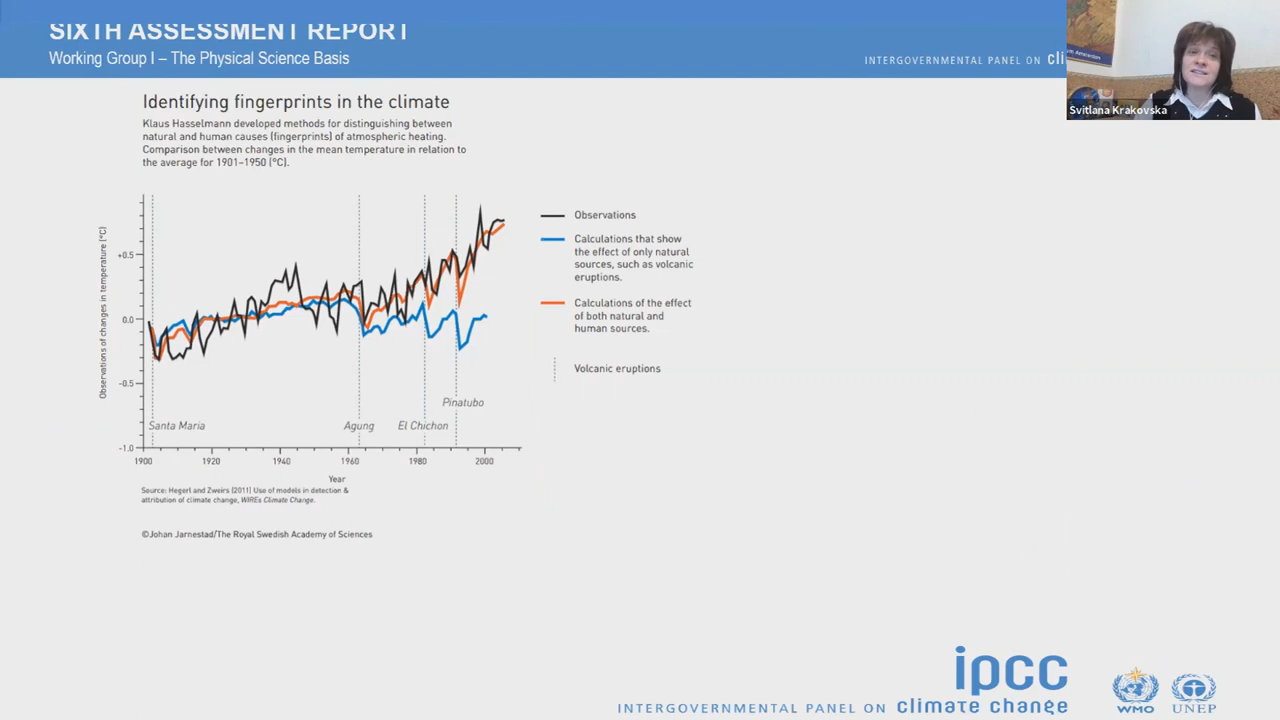 SIXTH ASSESSMENT REPORT
Working Group I – The Physical Science Basis
INTERGOVERNMENTAL PANEL ON cli
Svitlana Krakovska
Identifying fingerprints in the climate
Klaus Hasselmann developed methods for distinguishing between
natural and human causes (fingerprints) of atmospheric heating.
Comparison between changes in the mean temperature in relation to
the average for 1901–1950 (°C).
Observations of changes in temperature (°C)
+0.5
0.0
-0.5
-1.0
Observations
Calculations that show
the effect of only natural
sources, such as volcanic
eruptions.
Calculations of the effect
of both natural and
human sources.
Volcanic eruptions
Pinatubo
Santa Maria
Agung
El Chichon
1900
1920
1940
1960
1980
2000
Year
Source: Hegerl and Zweirs (2011) Use of models in detection &
attribution of climate change, WIREs Climate Change.
©Johan Jarnestad/The Royal Swedish Academy of Sciences
ipcc
INTERGOVERNMENTAL PANEL ON climate change
WMO
UNEP